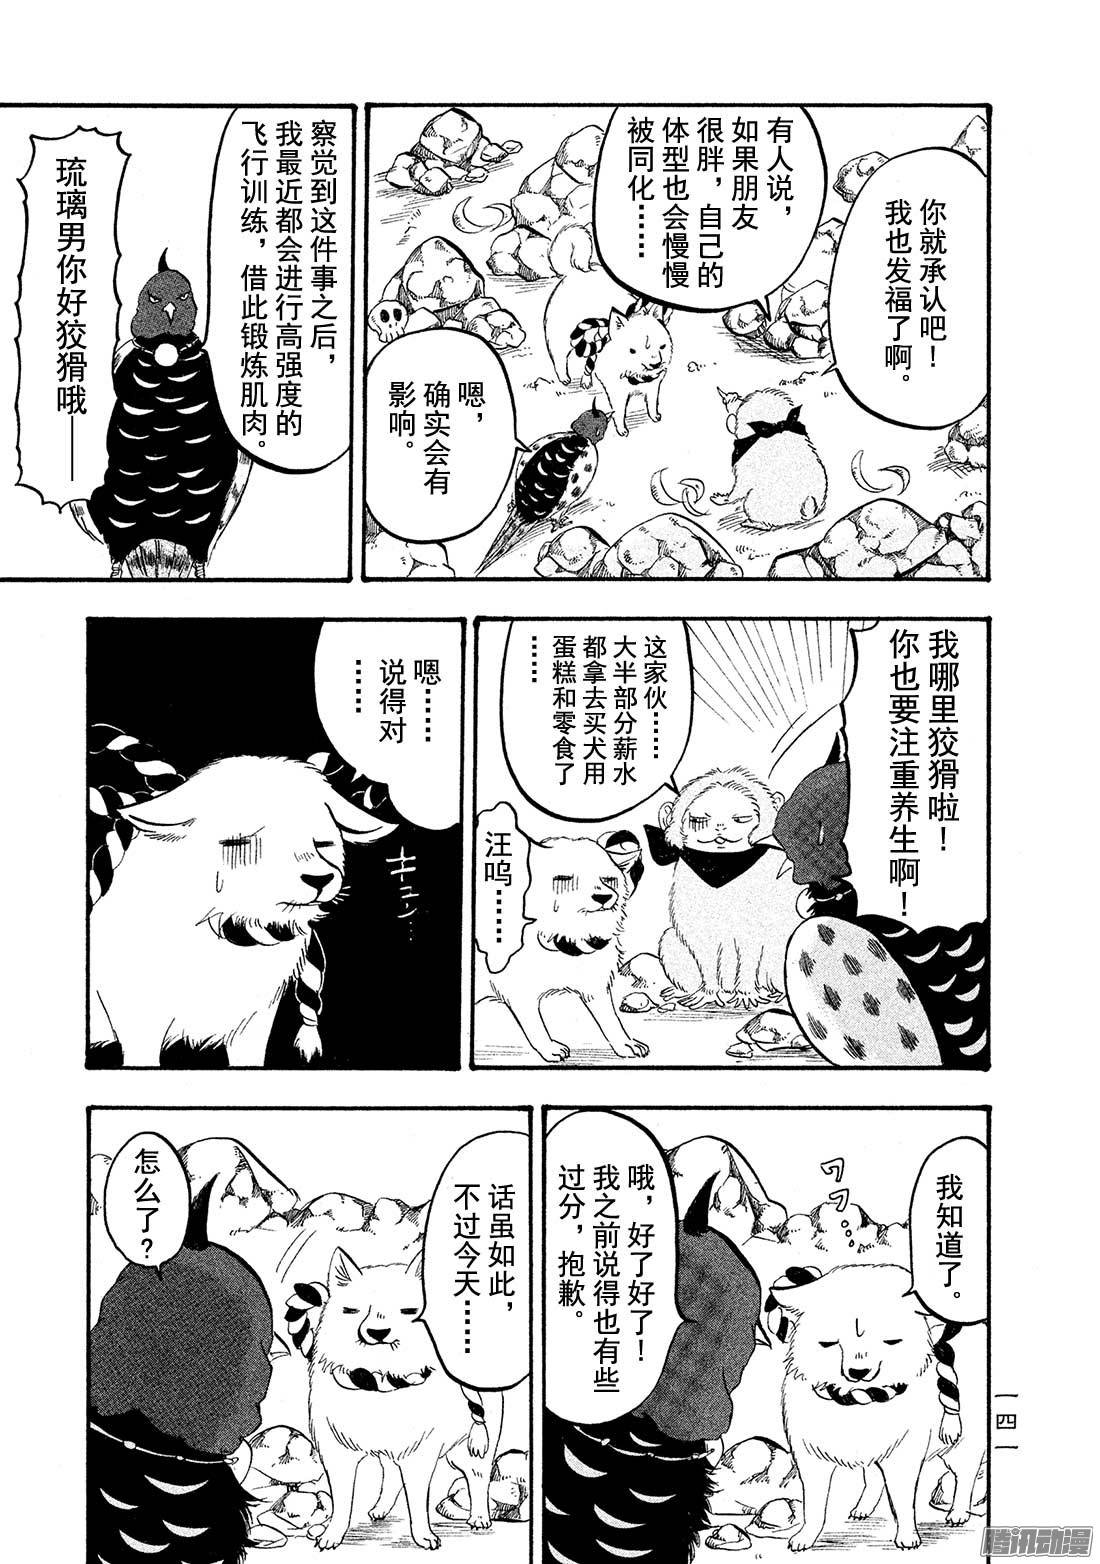 你就承认吧！
我也发福了啊。
有人说，
如果朋友
很胖，自己的
体型也会慢慢
被同化……
嗯，
确实会有
影响。
察觉到这件事之后，
我最近都会进行高强度的
飞行训练，借此锻炼肌肉。
琉璃男你好狡猾哦——
我哪里狡猾啦！
你也要注重养生啊！
这家伙……
大半部分薪水
都拿去买犬用
蛋糕和零食了
……
汪呜……
嗯……
说得对
……
キュン…
我知道了。
ワフ…
哦，好了好了！
我之前说得也有些
过分，抱歉。
话虽如此，
不过今天……
怎么了？
一四一
腾讯动漫